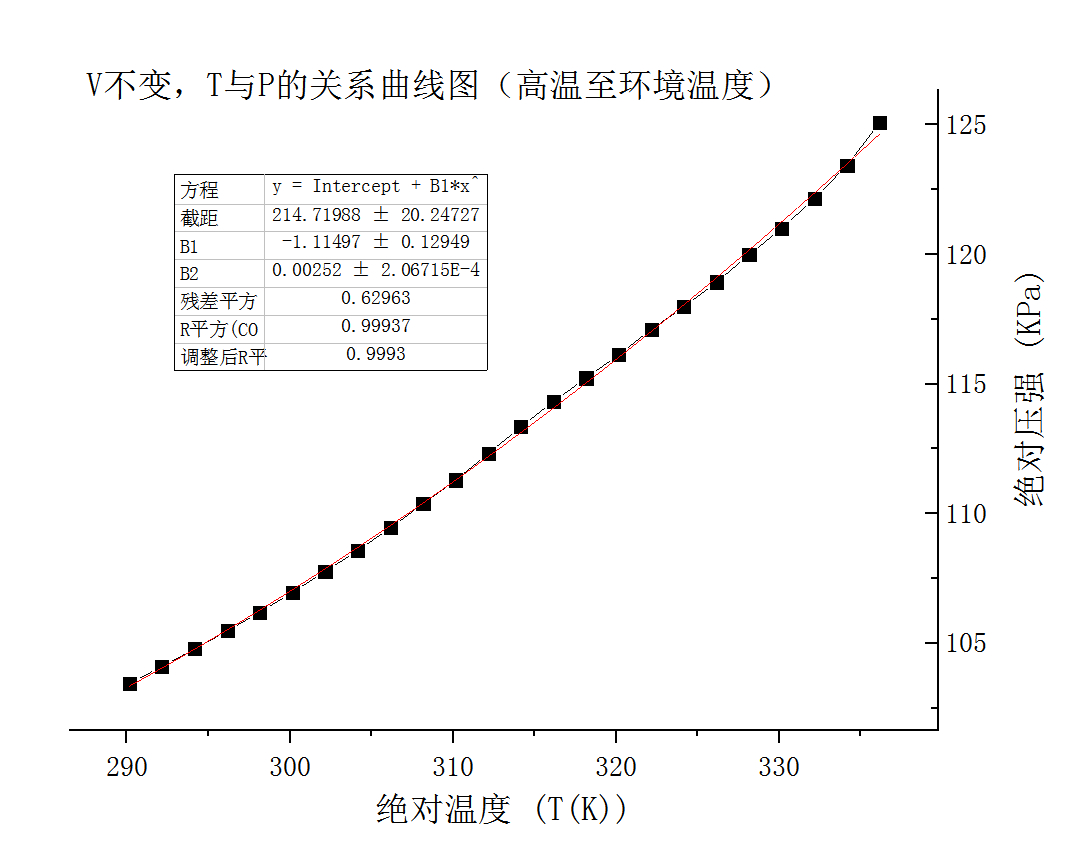 V不变，T与P的关系曲线图（高温至环境温度）
方程 y = Intercept + B1*x^
截距 214.71988 ± 20.24727
B1 -1.11497 ± 0.12949
B2 0.00252 ± 2.06715E-4
残差平方 0.62963
R平方(CO 0.99937
调整后R平 0.9993
125
120
115
110
105
绝对压强 (KPa)
290 300 310 320 330
绝对温度 (T(K))